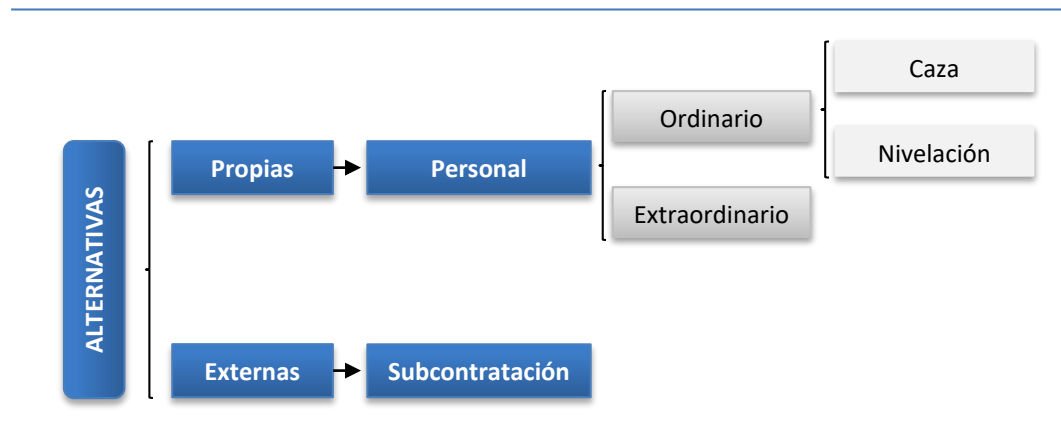 ALTERNATIVAS
Propias
Personal
Ordinario
Caza
Nivelación
Extraordinario
Externas
Subcontratación